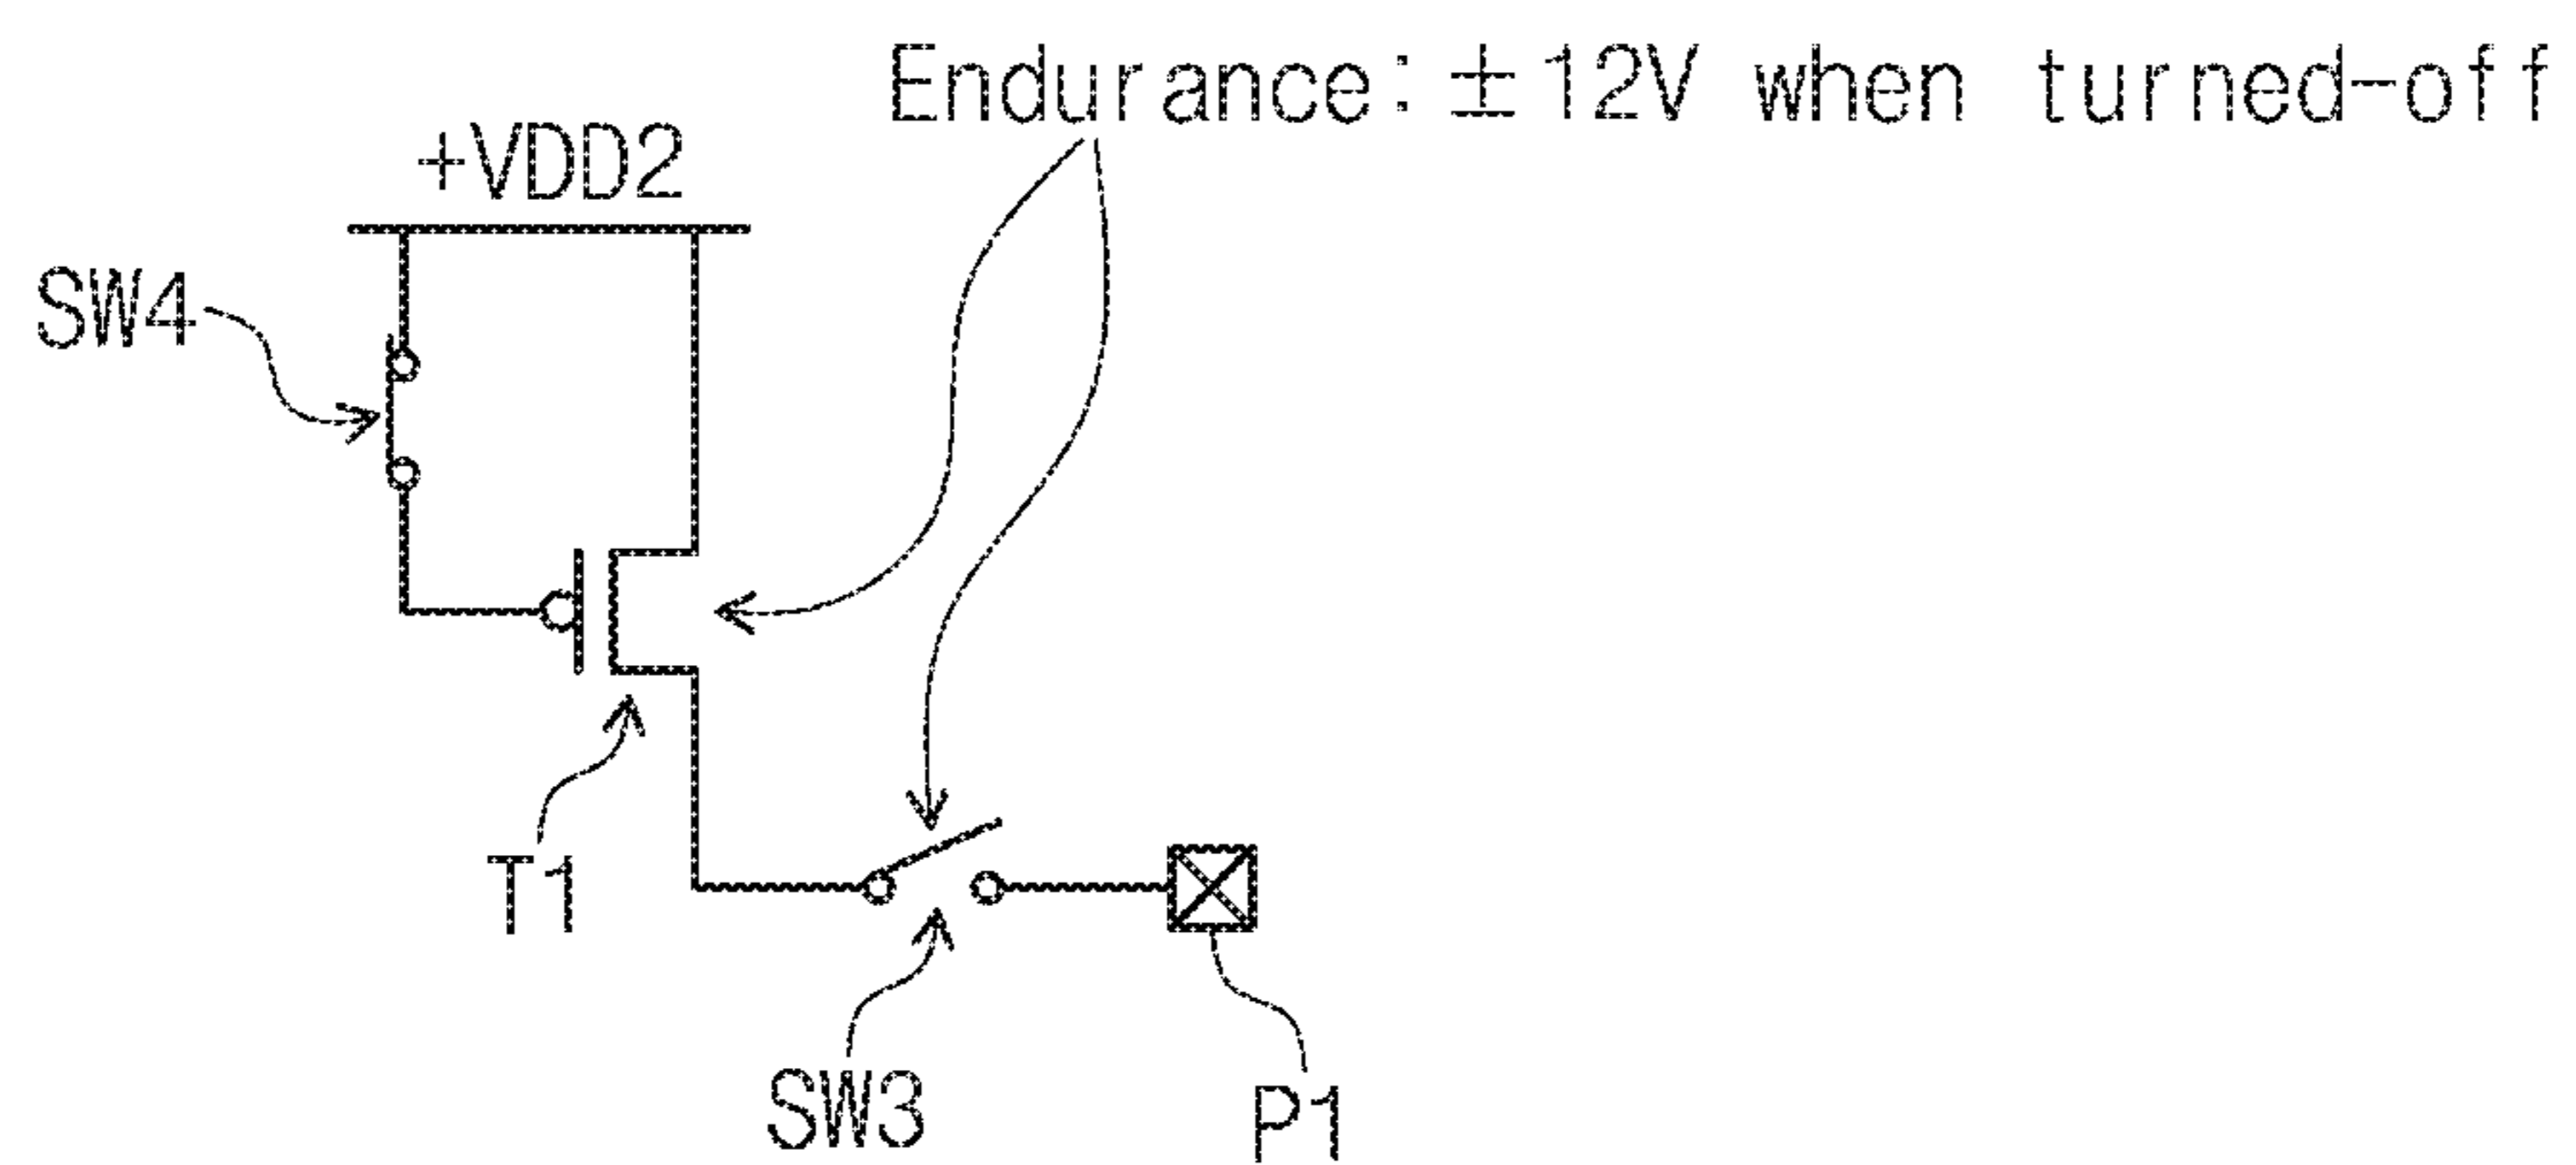 Endurance: ±12V when turned-off
+VDD2
SW4
T1
SW3
P1